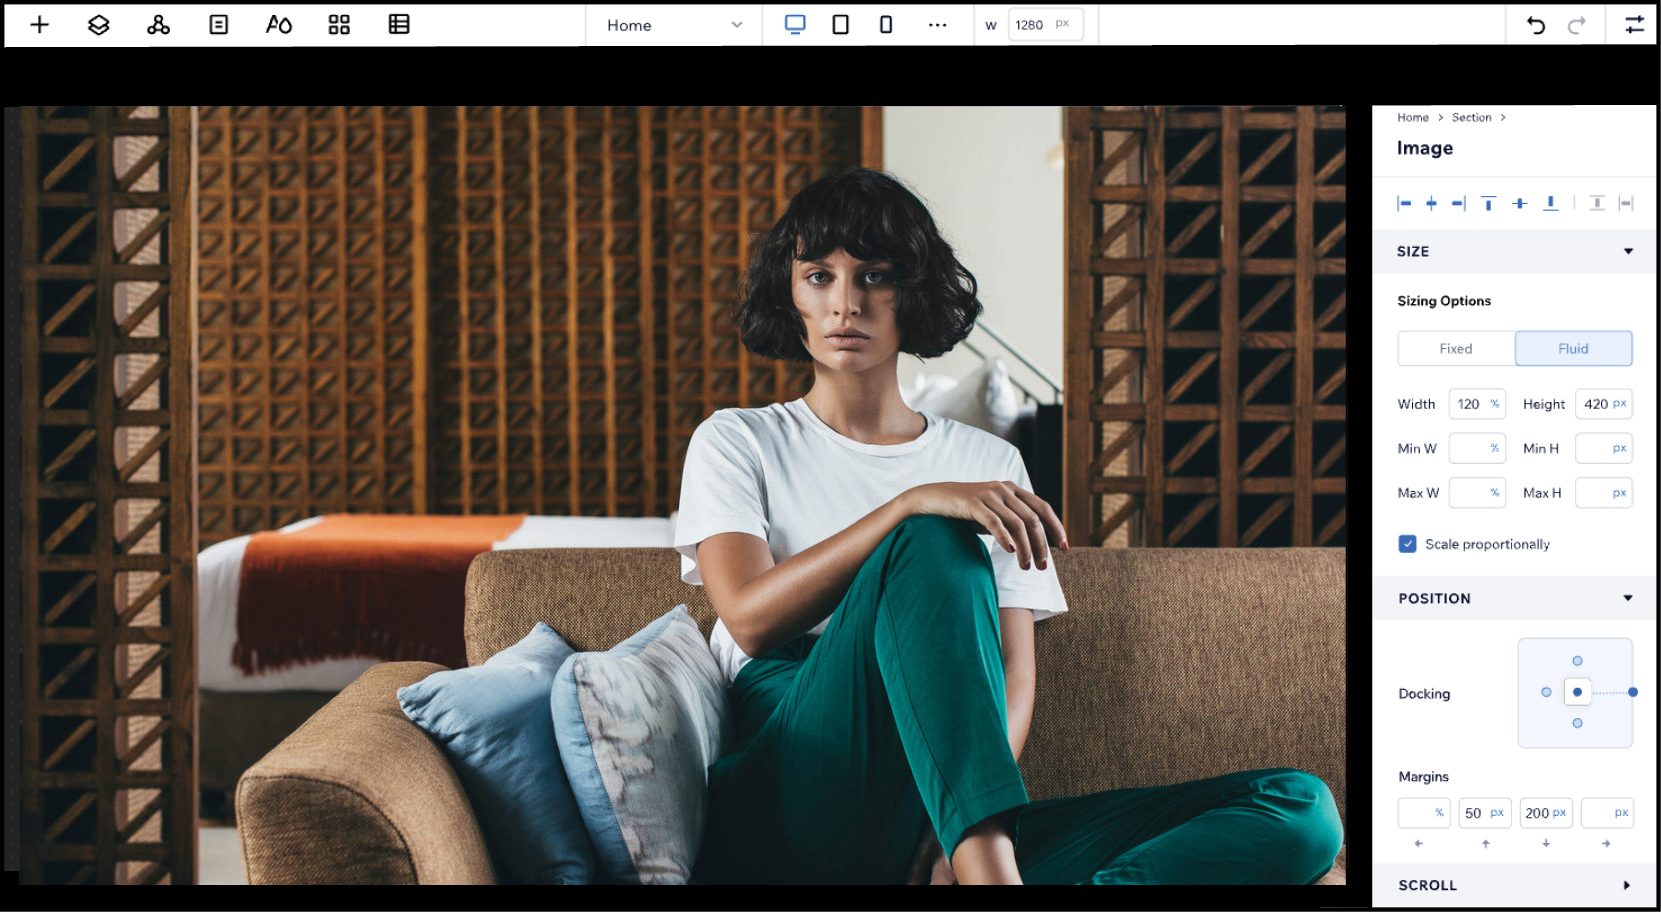 Home
W 1280 px
Home > Section >
Image
SIZE
Sizing Options
Fixed Fluid
Width 120 % Height 420 px
Min W % Min H px
Max W % Max H px
Scale proportionally
POSITION
Docking
Margins
% 50 px 200 px px
SCROLL